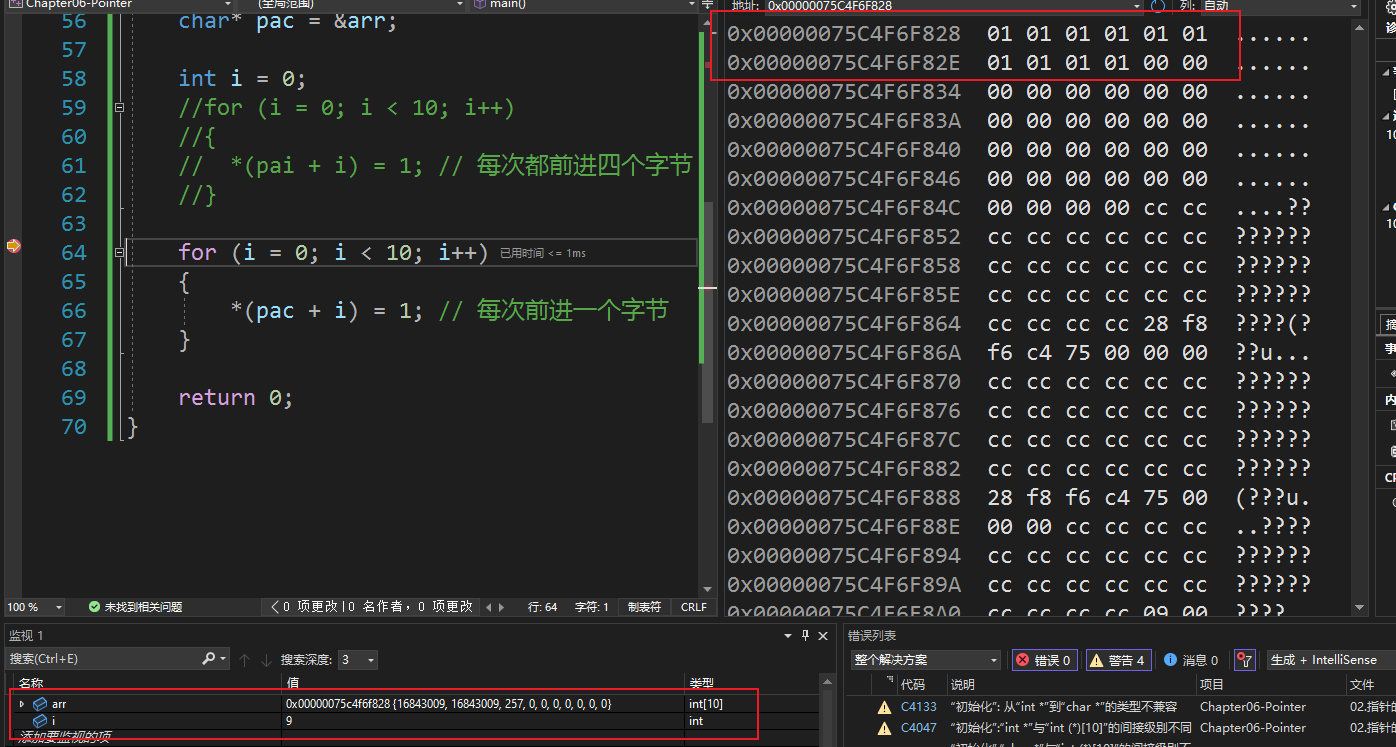 Chapter06-Pointer (全局范围) main()
56 char* pac = &arr;
57
58 int i = 0;
59 //for (i = 0; i < 10; i++)
60 //{
61 // *(pai + i) = 1; // 每次都前进四个字节
62 //}
63
64 for (i = 0; i < 10; i++) 已用时间 <= 1ms
65 {
66 *(pac + i) = 1; // 每次前进一个字节
67 }
68
69 return 0;
70 }
100 % 未找到相关问题 0 项更改 | 0 名作者，0 项更改 行: 64 字符: 1 制表符 CRLF
地址: 0x00000075C4F6F828 列: 自动
0x00000075C4F6F828 01 01 01 01 01 01 ......
0x00000075C4F6F82E 01 01 01 01 00 00 ......
0x00000075C4F6F834 00 00 00 00 00 00 ......
0x00000075C4F6F83A 00 00 00 00 00 00 ......
0x00000075C4F6F840 00 00 00 00 00 00 ......
0x00000075C4F6F846 00 00 00 00 00 00 ......
0x00000075C4F6F84C 00 00 00 00 cc cc ....??
0x00000075C4F6F852 cc cc cc cc cc cc ??????
0x00000075C4F6F858 cc cc cc cc cc cc ??????
0x00000075C4F6F85E cc cc cc cc cc cc ??????
0x00000075C4F6F864 cc cc cc cc 28 f8 ????(?
0x00000075C4F6F86A f6 c4 75 00 00 00 ??u...
0x00000075C4F6F870 cc cc cc cc cc cc ??????
0x00000075C4F6F876 cc cc cc cc cc cc ??????
0x00000075C4F6F87C cc cc cc cc cc cc ??????
0x00000075C4F6F882 cc cc cc cc cc cc ??????
0x00000075C4F6F888 28 f8 f6 c4 75 00 (???u.
0x00000075C4F6F88E 00 00 cc cc cc cc ..????
0x00000075C4F6F894 cc cc cc cc cc cc ??????
0x00000075C4F6F89A cc cc cc cc cc cc ??????
0x00000075C4F6F8A0 cc cc cc cc 09 00 ????
监视 1
搜索(Ctrl+E) 搜索深度: 3
名称 值 类型
arr 0x00000075c4f6f828 {16843009, 16843009, 257, 0, 0, 0, 0, 0, 0, 0} int[10]
i 9 int
添加要监视的项
错误列表
整个解决方案 错误 0 警告 4 消息 0 生成 + IntelliSense
代码 说明 项目 文件
C4133 “初始化”: 从“int *”到“char *”的类型不兼容 Chapter06-Pointer 02.指针的
C4047 “初始化”:“int *”与“int (*)[10]”的间接级别不同 Chapter06-Pointer 02.指针的